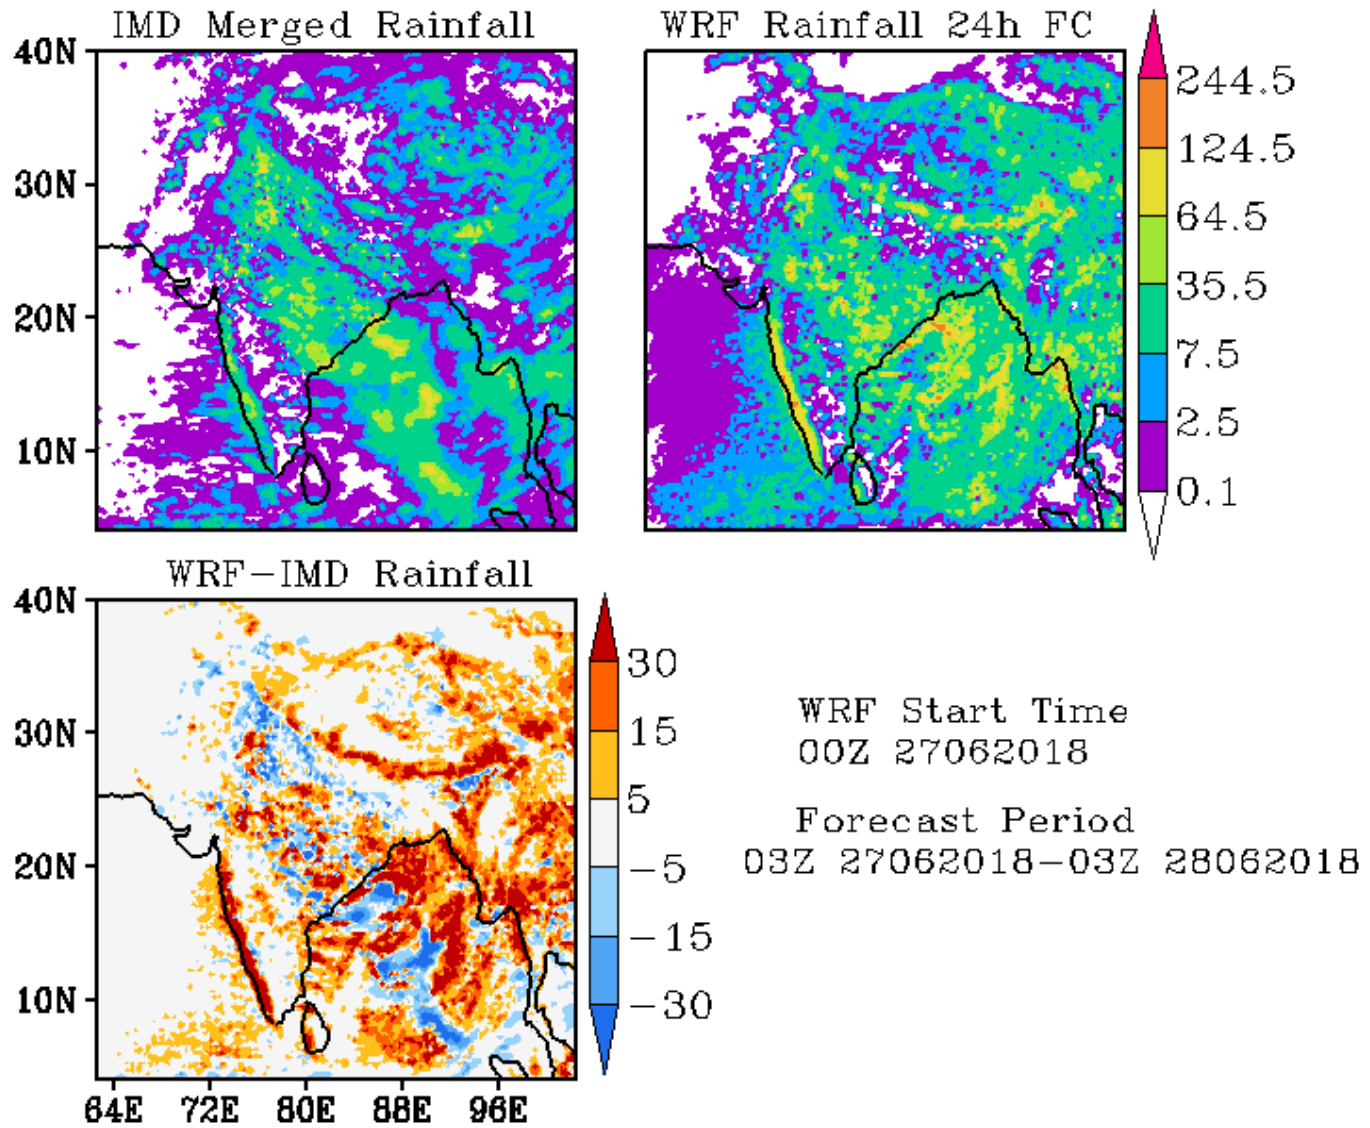 IMD Merged Rainfall
WRF Rainfall 24h FC
40N
30N
20N
10N
244.5
124.5
64.5
35.5
7.5
2.5
0.1
WRF-IMD Rainfall
40N
30N
20N
10N
64E 72E 80E 88E 96E
30
15
5
-5
-15
-30
WRF Start Time
00Z 27062018
Forecast Period
03Z 27062018-03Z 28062018